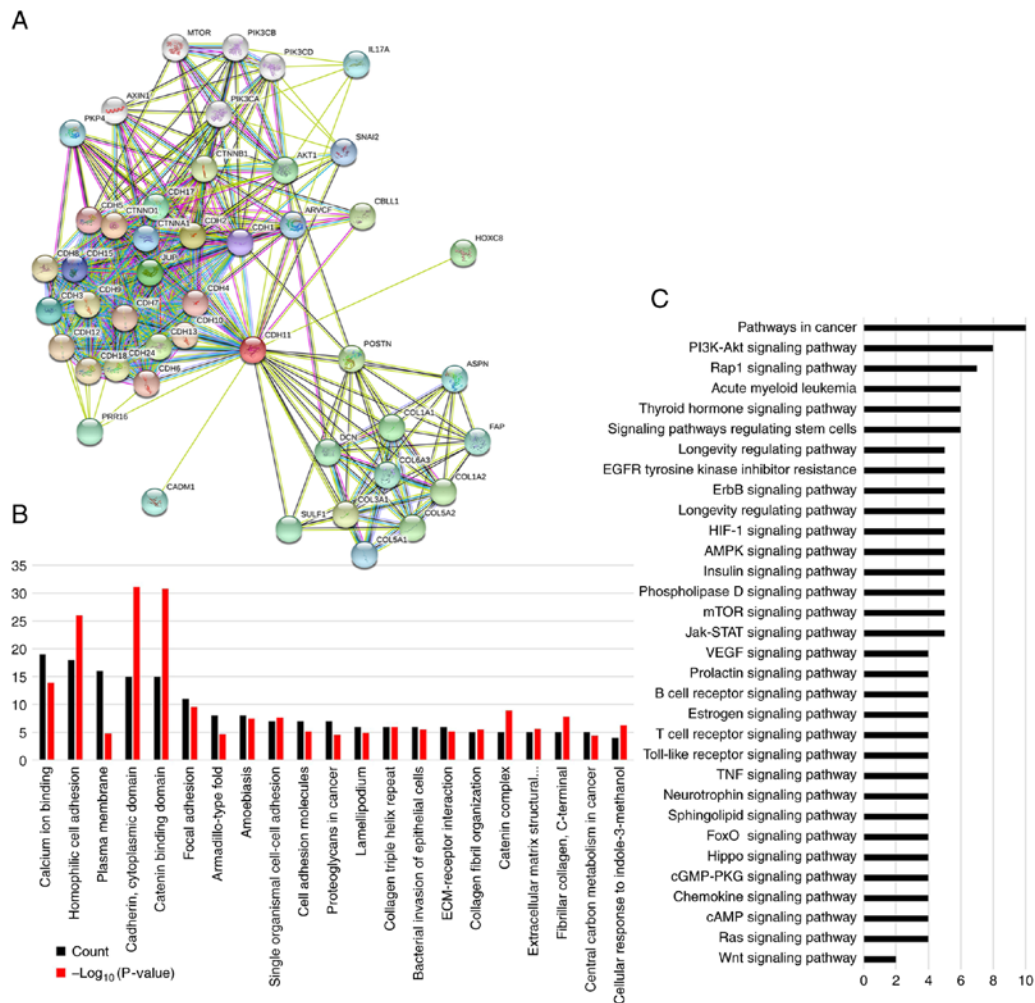 A
MTOR
PIK3CB
PIK3CD
IL17A
AXIN1
PIK3CA
PKP4
SNAI2
CTNNB1
AKT1
CDH17
CDH5
CTNND1
CDH2
CDH1
ARVCF
CBLL1
CTNNA1
HOXC8
CDH8
CDH15
JUP
CDH3
CDH9
CDH4
CDH7
CDH10
CDH12
CDH13
CDH11
CDH18
CDH24
CDH6
POSTN
ASPN
PRR16
COL1A1
FAP
DCN
COL6A3
COL1A2
CADM1
COL3A1
SULF1
COL5A2
COL5A1
B
35
30
25
20
15
10
5
0
Calcium ion binding
Homophilic cell adhesion
Plasma membrane
Cadherin, cytoplasmic domain
Catenin binding domain
Focal adhesion
Armadillo-type fold
Amoebiasis
Single organismal cell-cell adhesion
Cell adhesion molecules
Proteoglycans in cancer
Lamellipodium
Collagen triple helix repeat
Bacterial invasion of epithelial cells
ECM-receptor interaction
Collagen fibril organization
Catenin complex
Extracellular matrix structural...
Fibrillar collagen, C-terminal
Central carbon metabolism in cancer
Cellular response to indole-3-methanol
Count
–Log10 (P-value)
C
Pathways in cancer
PI3K-Akt signaling pathway
Rap1 signaling pathway
Acute myeloid leukemia
Thyroid hormone signaling pathway
Signaling pathways regulating stem cells
Longevity regulating pathway
EGFR tyrosine kinase inhibitor resistance
ErbB signaling pathway
Longevity regulating pathway
HIF-1 signaling pathway
AMPK signaling pathway
Insulin signaling pathway
Phospholipase D signaling pathway
mTOR signaling pathway
Jak-STAT signaling pathway
VEGF signaling pathway
Prolactin signaling pathway
B cell receptor signaling pathway
Estrogen signaling pathway
T cell receptor signaling pathway
Toll-like receptor signaling pathway
TNF signaling pathway
Neurotrophin signaling pathway
Sphingolipid signaling pathway
FoxO signaling pathway
Hippo signaling pathway
cGMP-PKG signaling pathway
Chemokine signaling pathway
cAMP signaling pathway
Ras signaling pathway
Wnt signaling pathway
0 2 4 6 8 10